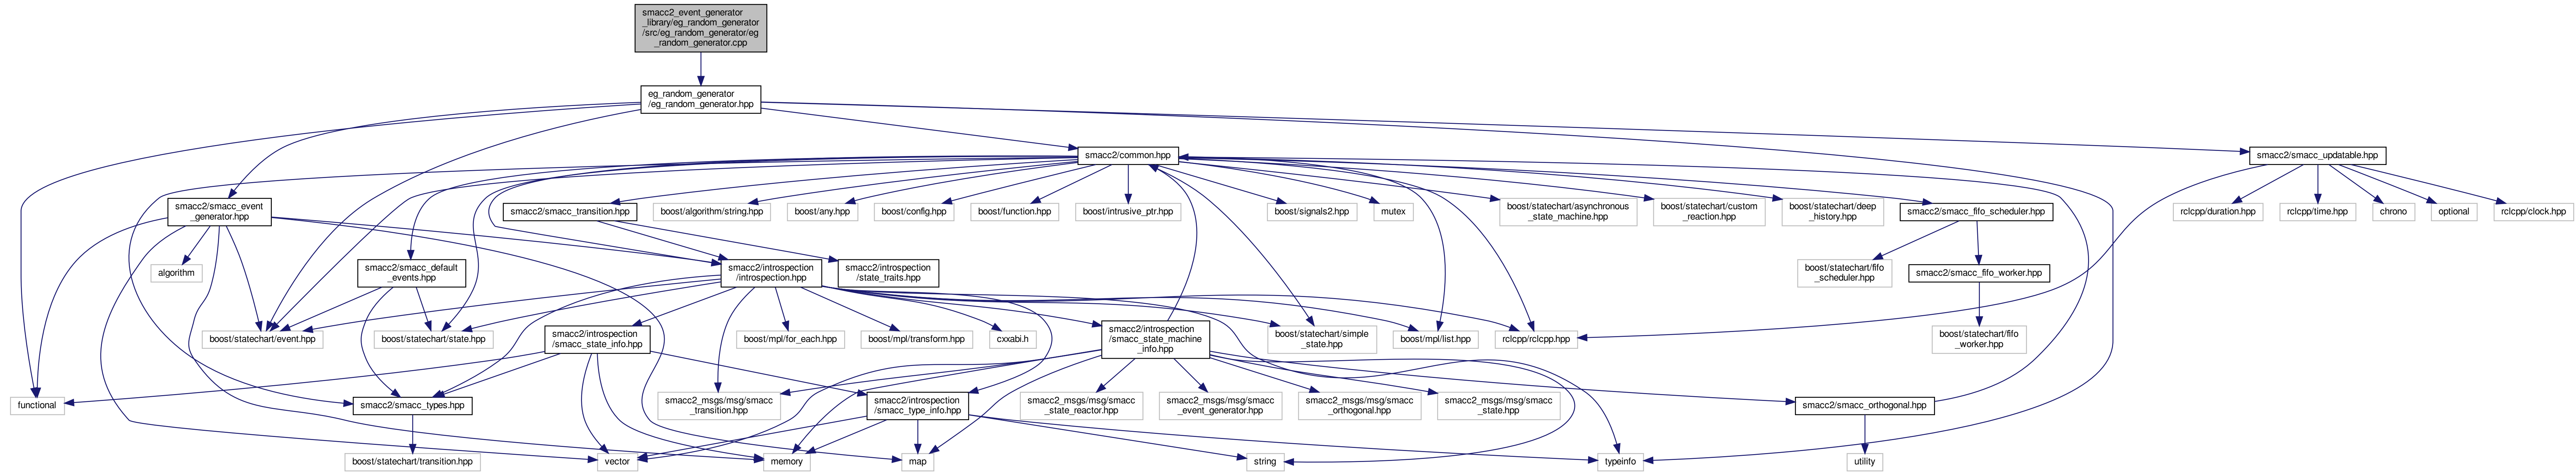 smacc2_event_generator
_library/eg_random_generator
/src/eg_random_generator/eg
_random_generator.cpp
eg_random_generator
/eg_random_generator.hpp
smacc2/common.hpp
smacc2/smacc_updatable.hpp
smacc2/smacc_event
_generator.hpp
smacc2/smacc_transition.hpp
boost/algorithm/string.hpp
boost/any.hpp
boost/config.hpp
boost/function.hpp
boost/intrusive_ptr.hpp
boost/signals2.hpp
mutex
boost/statechart/asynchronous
_state_machine.hpp
boost/statechart/custom
_reaction.hpp
boost/statechart/deep
_history.hpp
smacc2/smacc_fifo_scheduler.hpp
rclcpp/duration.hpp
rclcpp/time.hpp
chrono
optional
rclcpp/clock.hpp
algorithm
smacc2/smacc_default
_events.hpp
smacc2/introspection
/introspection.hpp
smacc2/introspection
/state_traits.hpp
boost/statechart/fifo
_scheduler.hpp
smacc2/smacc_fifo_worker.hpp
boost/statechart/event.hpp
boost/statechart/state.hpp
smacc2/introspection
/smacc_state_info.hpp
boost/mpl/for_each.hpp
boost/mpl/transform.hpp
cxxabi.h
smacc2/introspection
/smacc_state_machine
_info.hpp
boost/statechart/simple
_state.hpp
boost/mpl/list.hpp
rclcpp/rclcpp.hpp
boost/statechart/fifo
_worker.hpp
functional
smacc2/smacc_types.hpp
smacc2_msgs/msg/smacc
_transition.hpp
smacc2/introspection
/smacc_type_info.hpp
smacc2_msgs/msg/smacc
_state_reactor.hpp
smacc2_msgs/msg/smacc
_event_generator.hpp
smacc2_msgs/msg/smacc
_orthogonal.hpp
smacc2_msgs/msg/smacc
_state.hpp
smacc2/smacc_orthogonal.hpp
boost/statechart/transition.hpp
vector
memory
map
string
typeinfo
utility